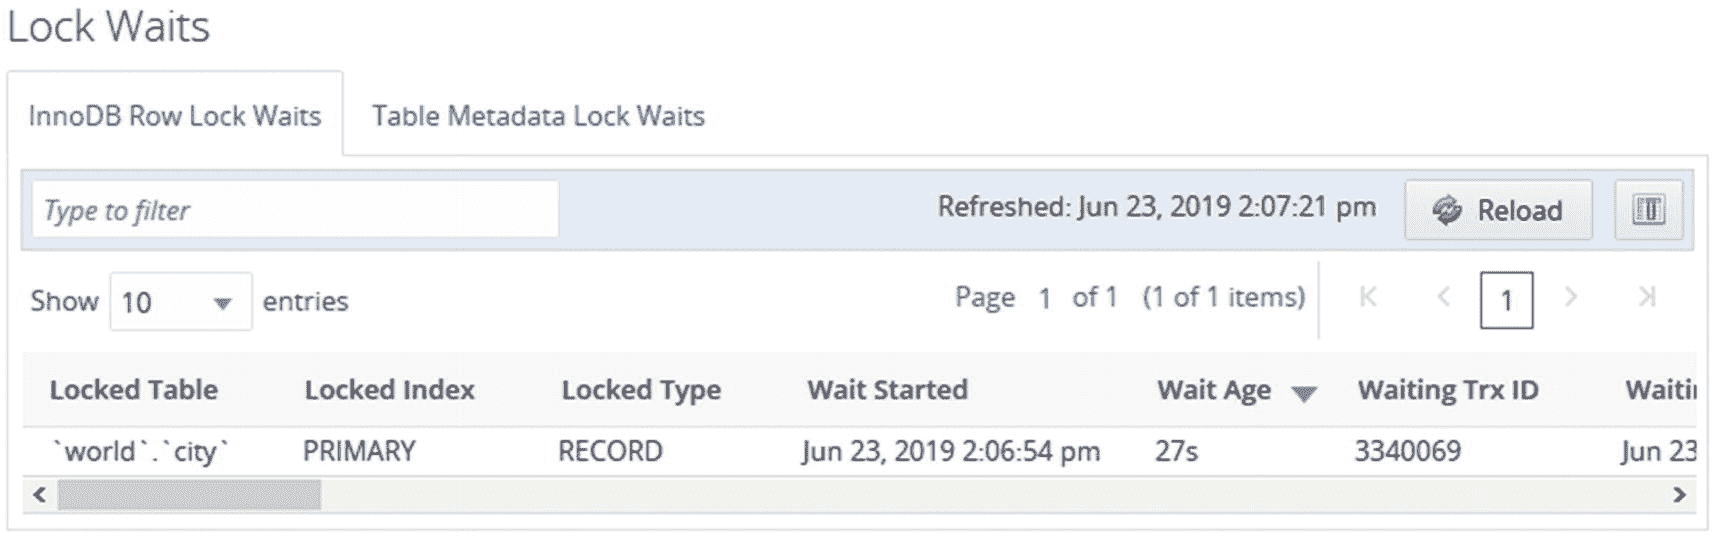 Lock Waits
InnoDB Row Lock Waits Table Metadata Lock Waits
Type to filter Refreshed: Jun 23, 2019 2:07:21 pm Reload
Show 10 entries Page 1 of 1 (1 of 1 items) 1
Locked Table Locked Index Locked Type Wait Started Wait Age Waiting Trx ID
`world`.`city` PRIMARY RECORD Jun 23, 2019 2:06:54 pm 27s 3340069 Jun 23